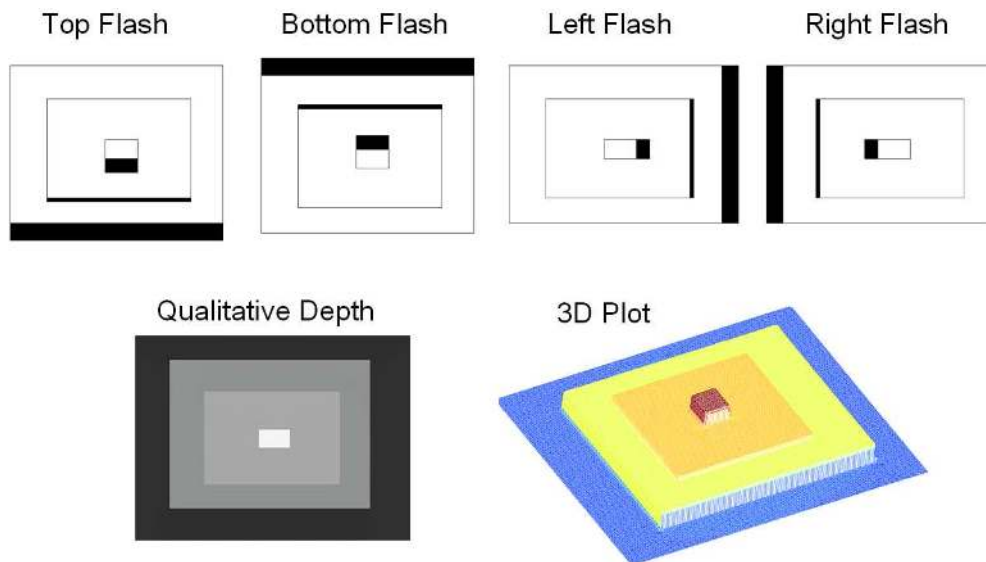 Top Flash
Bottom Flash
Left Flash
Right Flash
Qualitative Depth
3D Plot